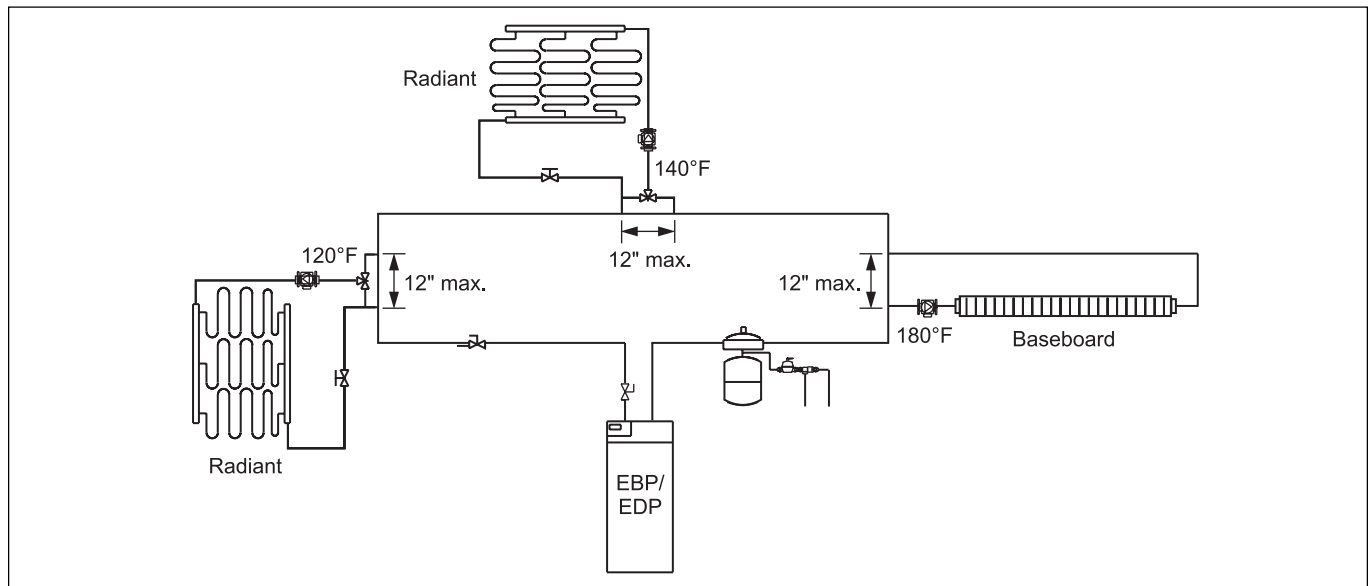 Radiant
140°F
12" max.
120°F
12" max.
12" max.
180°F
Baseboard
Radiant
EBP/
EDP